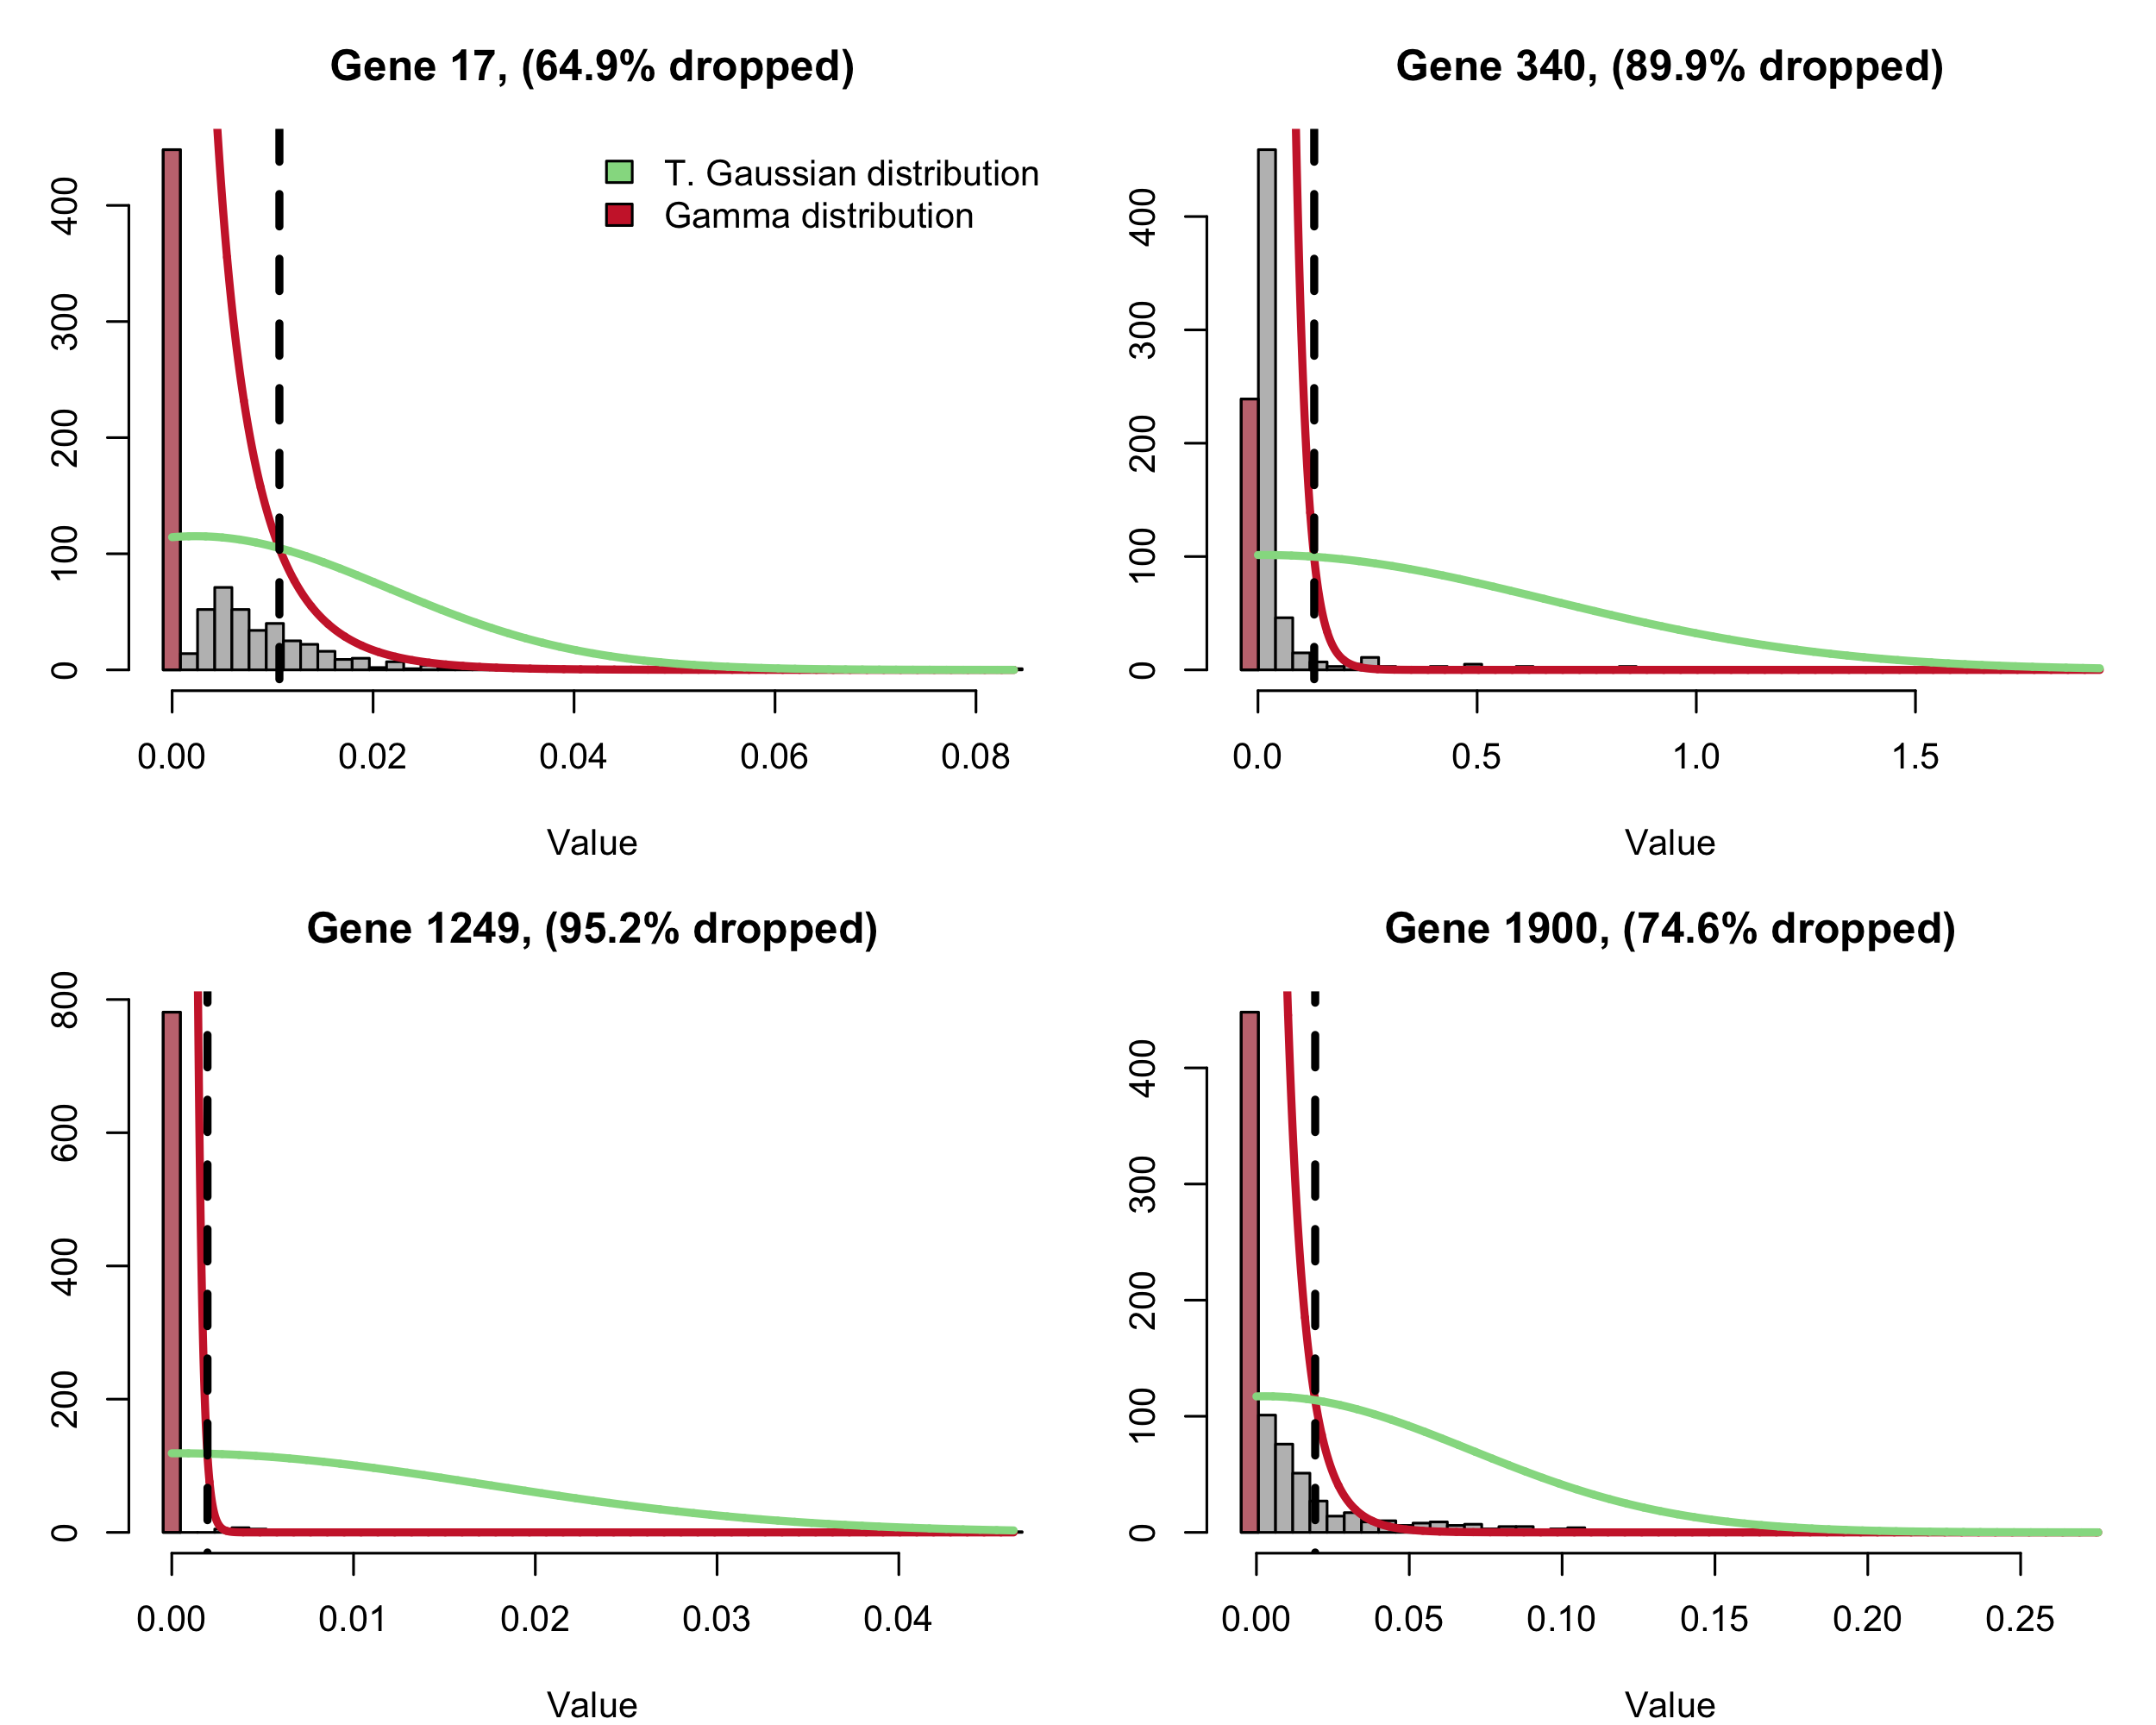 Gene 17, (64.9% dropped)
T. Gaussian distribution
Gamma distribution
400
300
200
100
0
0.00 0.02 0.04 0.06 0.08
Value
Gene 340, (89.9% dropped)
400
300
200
100
0
0.0 0.5 1.0 1.5
Value
Gene 1249, (95.2% dropped)
800
600
400
200
0
0.00 0.01 0.02 0.03 0.04
Value
Gene 1900, (74.6% dropped)
400
300
200
100
0
0.00 0.05 0.10 0.15 0.20 0.25
Value